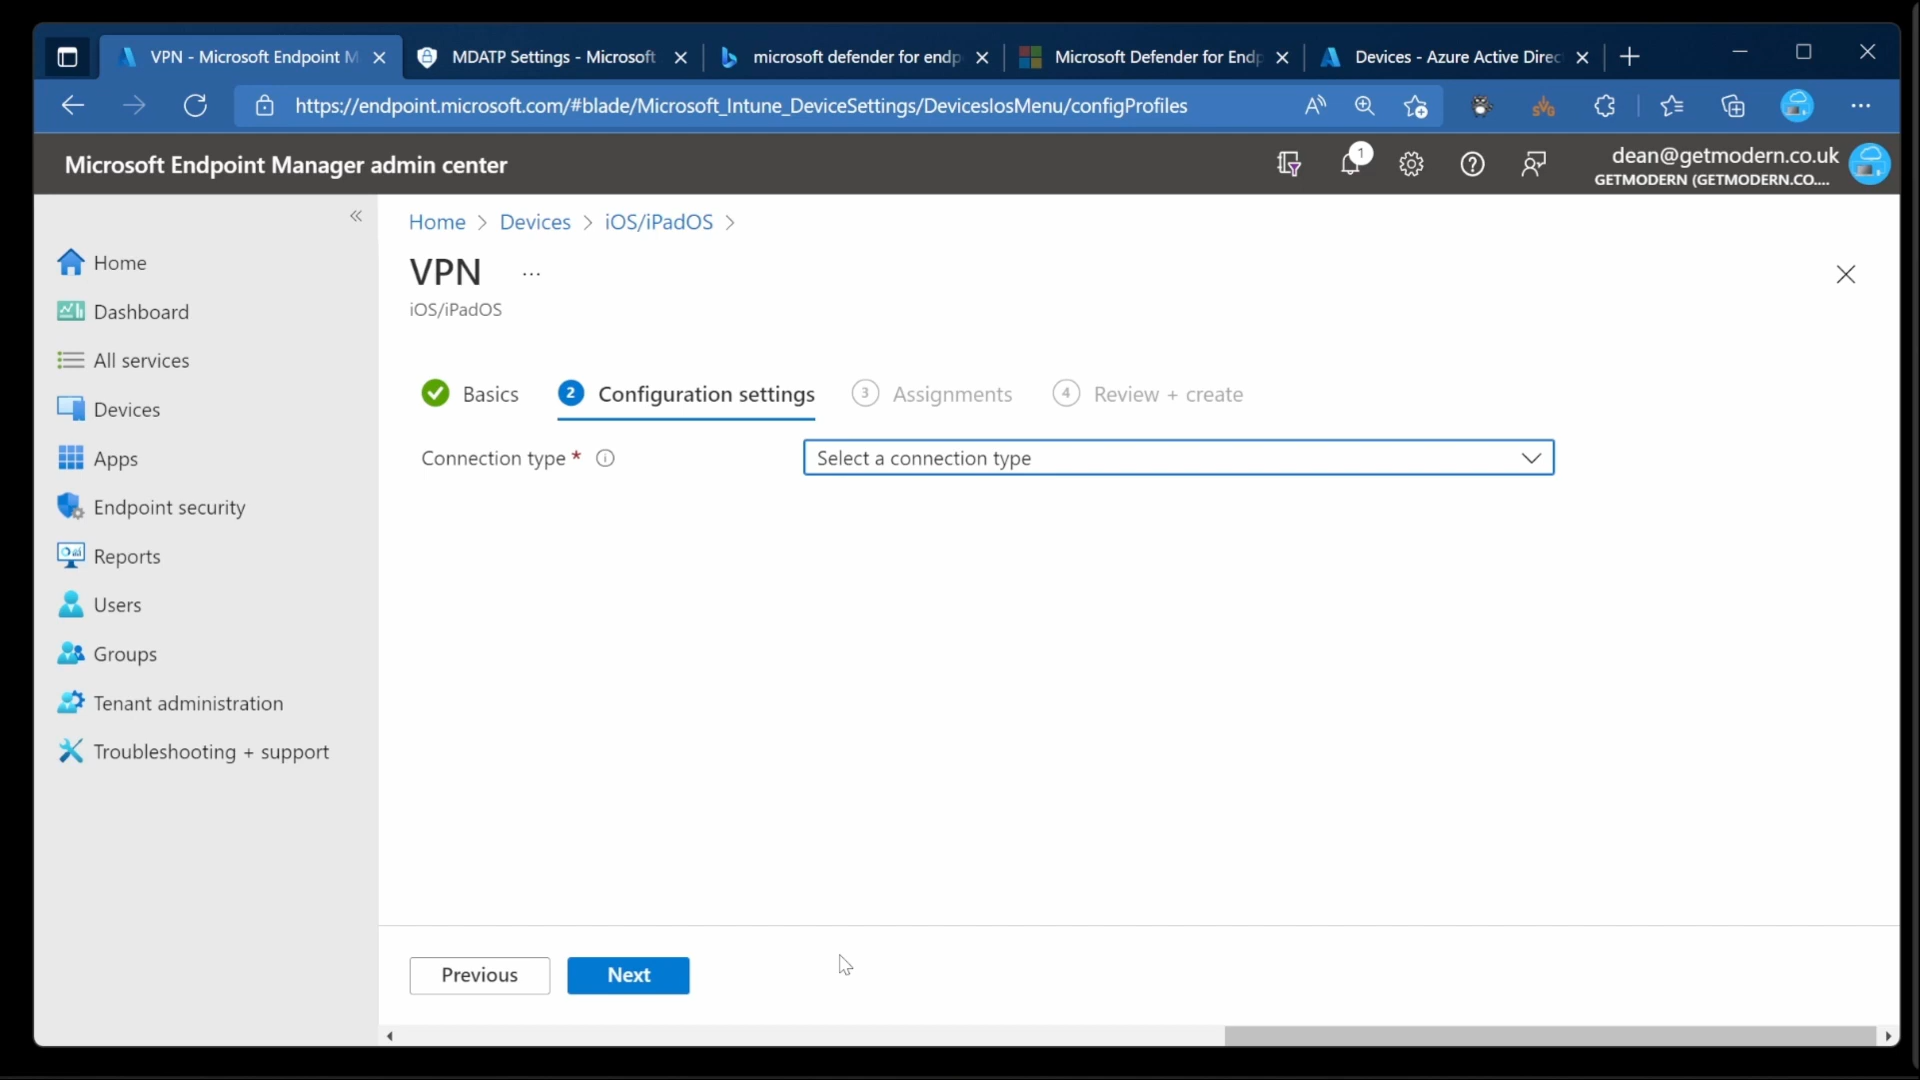 VPN - Microsoft Endpoint M
MDATP Settings - Microsoft
microsoft defender for endp
Microsoft Defender for Endp
Devices - Azure Active Direc
https://endpoint.microsoft.com/#blade/Microsoft_Intune_DeviceSettings/DevicesIosMenu/configProfiles
Microsoft Endpoint Manager admin center
1
dean@getmodern.co.uk
GETMODERN (GETMODERN.CO....
Home
Dashboard
All services
Devices
Apps
Endpoint security
Reports
Users
Groups
Tenant administration
Troubleshooting + support
Home > Devices > iOS/iPadOS >
VPN ...
iOS/iPadOS
Basics 2 Configuration settings 3 Assignments 4 Review + create
Connection type * Select a connection type
Previous Next